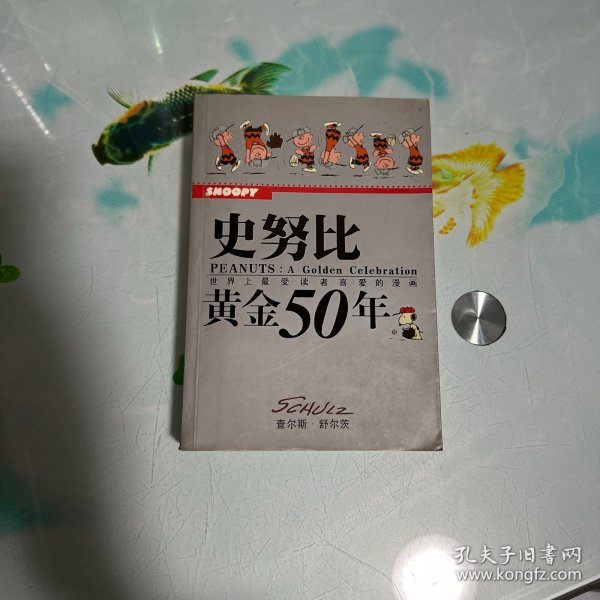 SNOOPY
史努比
PEANUTS: A Golden Celebration
世界上最受读者喜爱的漫画
黄金50年
SCHULZ
查尔斯·舒尔茨
孔夫子旧书网
www.kongfz.com